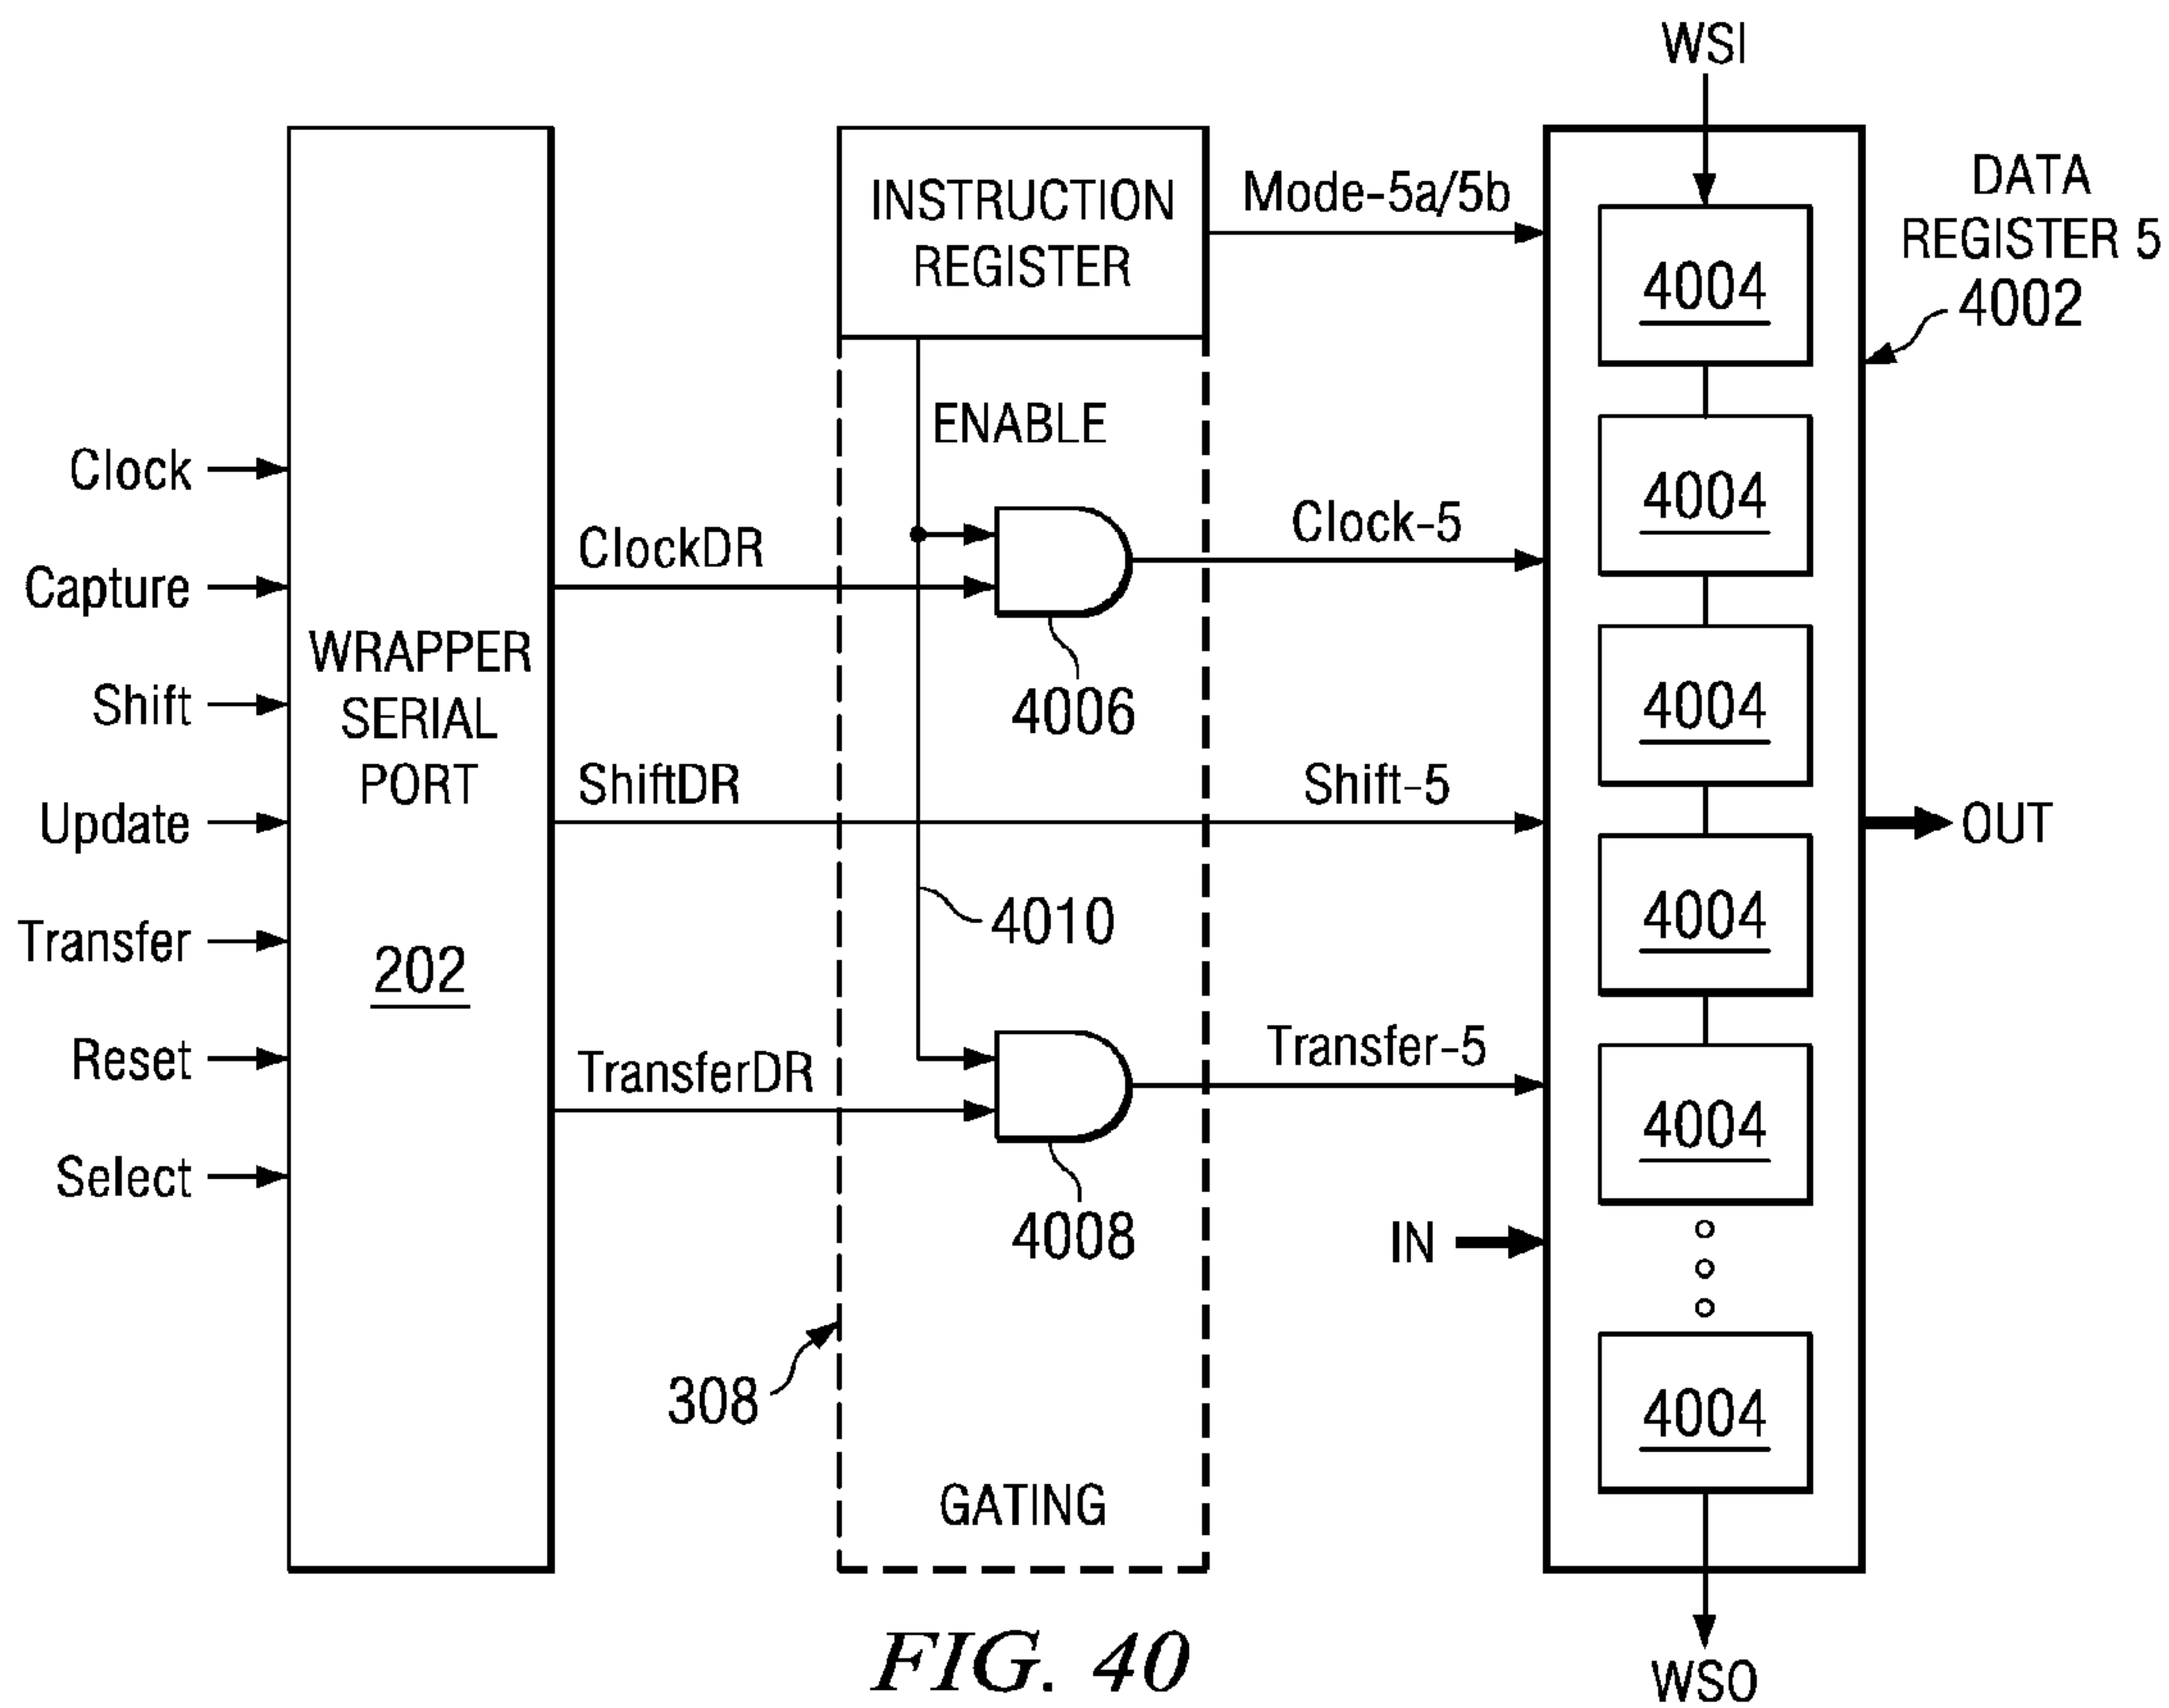 WSI
DATA
REGISTER 5
4002
INSTRUCTION
REGISTER
Mode-5a/5b
4004
ENABLE
Clock
ClockDR
Clock-5
4004
Capture
WRAPPER
SERIAL
PORT
202
4006
4004
Shift
ShiftDR
Shift-5
Update
OUT
4010
4004
Transfer
Reset
TransferDR
Transfer-5
4004
Select
4008
IN
308
4004
GATING
WSO
FIG. 40